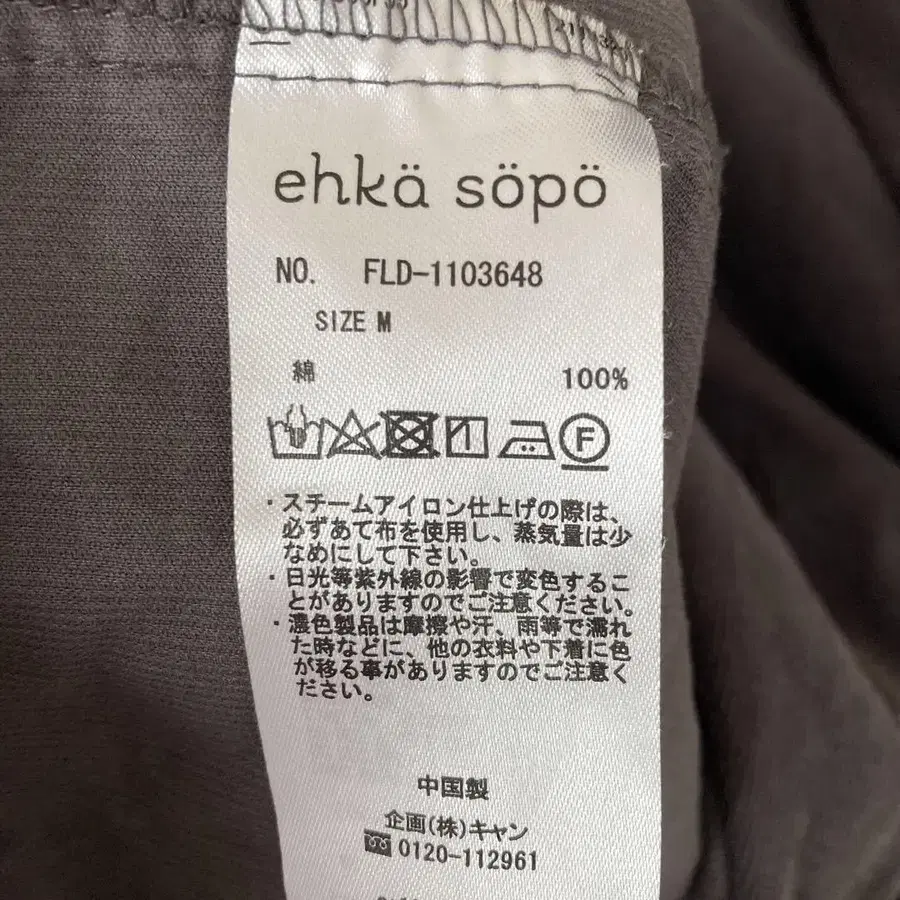 ehkä söpö
NO. FLD-1103648
SIZE M
綿 100%
F
・スチームアイロン仕上げの際は、
必ずあて布を使用し、蒸気量は少
なめにして下さい。
・日光等紫外線の影響で変色するこ
とがありますのでご注意ください。
・濃色製品は摩擦や汗、雨等で濡れ
た時などに、他の衣料や下着に色
が移る事がありますのでご注意く
ださい。
中国製
企画(株)キャン
0120-112961